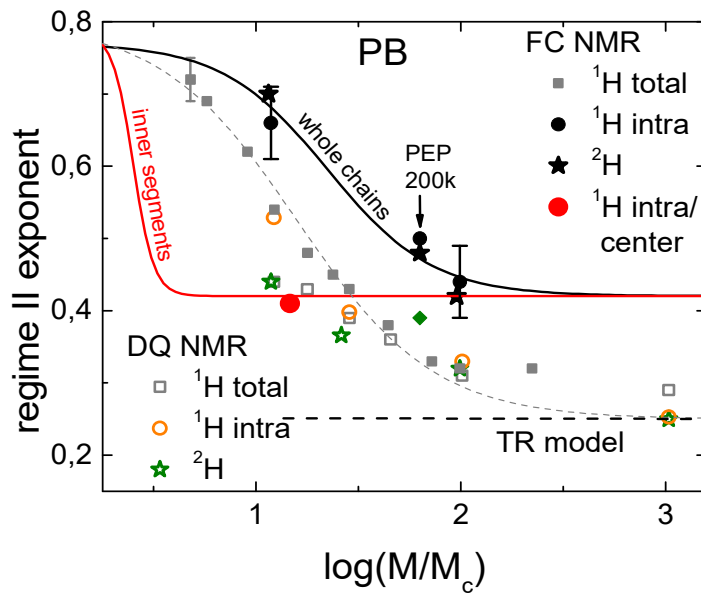 PB
FC NMR
¹H total
¹H intra
²H
¹H intra/
center
PEP
200k
whole chains
inner segments
DQ NMR
¹H total
¹H intra
²H
TR model
0,8
0,6
0,4
0,2
regime II exponent
1
2
3
log(M/M_c)